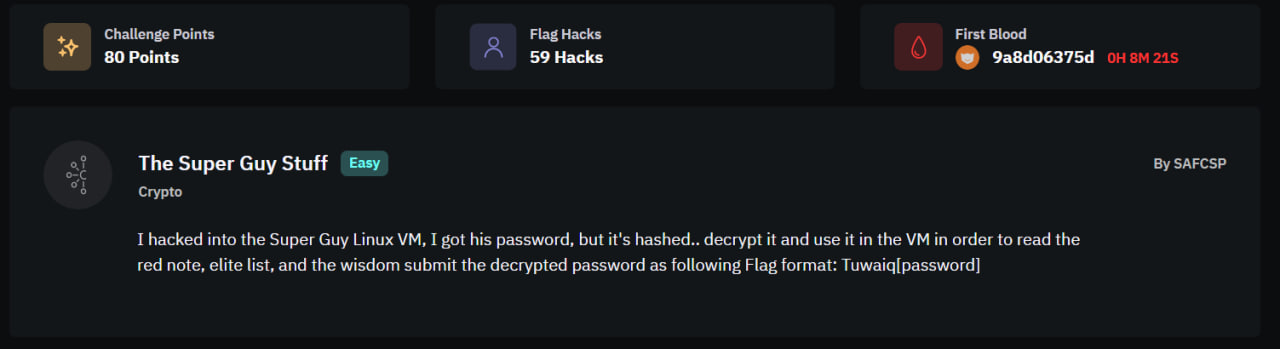 Challenge Points
80 Points
Flag Hacks
59 Hacks
First Blood
9a8d06375d 0H 8M 21S
The Super Guy Stuff Easy
By SAFCSP
Crypto
I hacked into the Super Guy Linux VM, I got his password, but it's hashed.. decrypt it and use it in the VM in order to read the
red note, elite list, and the wisdom submit the decrypted password as following Flag format: Tuwaiq[password]